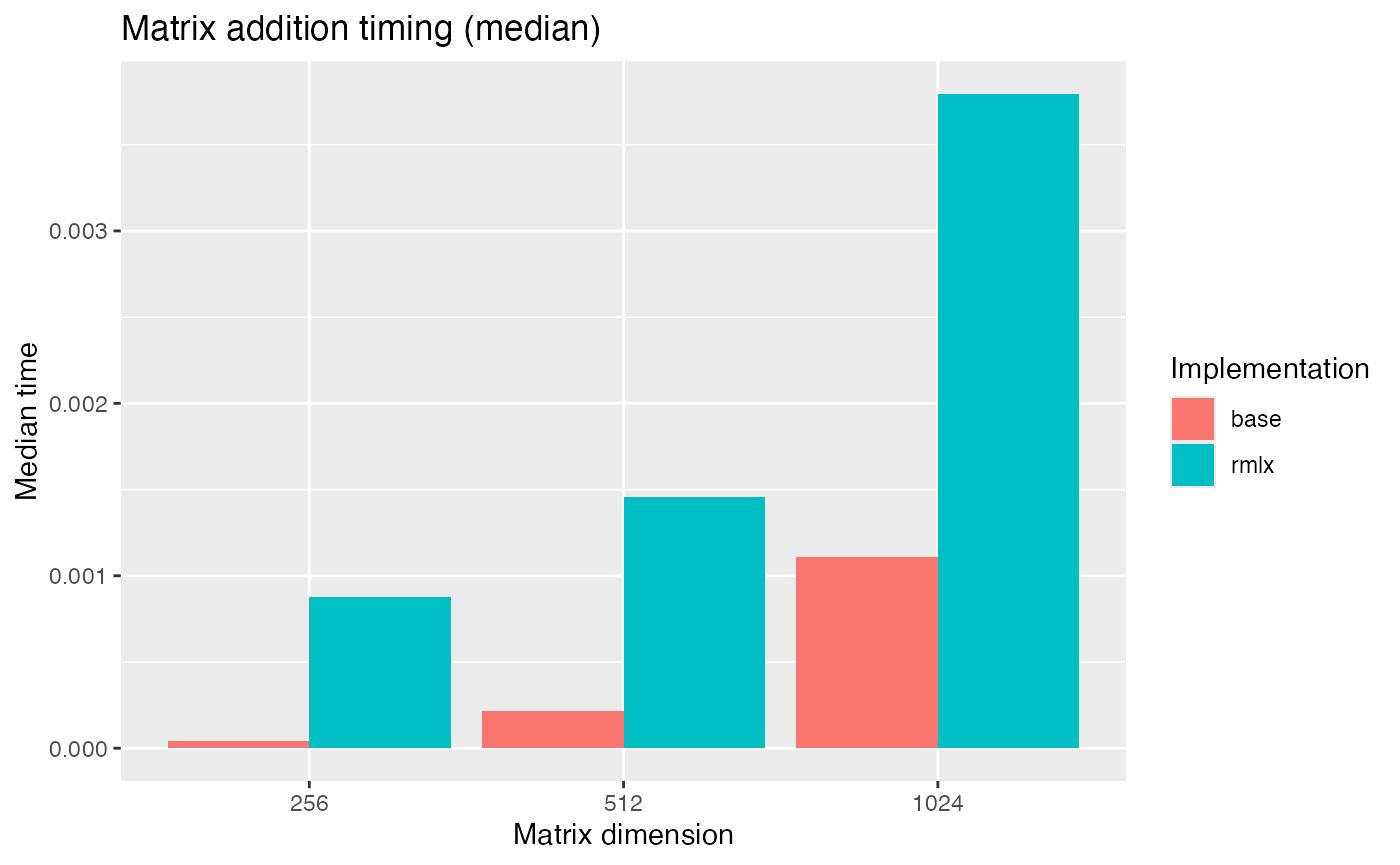 Matrix addition timing (median)
Median time
0.003
0.002
0.001
0.000
256
512
1024
Matrix dimension
Implementation
base
rmlx